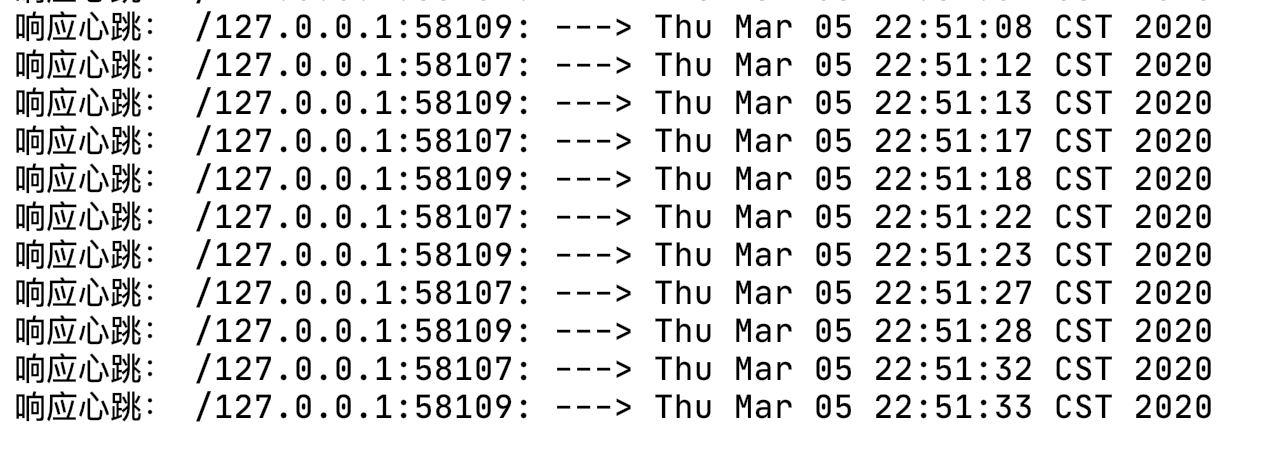 响应心跳： /127.0.0.1:58109: ---> Thu Mar 05 22:51:08 CST 2020
响应心跳： /127.0.0.1:58107: ---> Thu Mar 05 22:51:12 CST 2020
响应心跳： /127.0.0.1:58109: ---> Thu Mar 05 22:51:13 CST 2020
响应心跳： /127.0.0.1:58107: ---> Thu Mar 05 22:51:17 CST 2020
响应心跳： /127.0.0.1:58109: ---> Thu Mar 05 22:51:18 CST 2020
响应心跳： /127.0.0.1:58107: ---> Thu Mar 05 22:51:22 CST 2020
响应心跳： /127.0.0.1:58109: ---> Thu Mar 05 22:51:23 CST 2020
响应心跳： /127.0.0.1:58107: ---> Thu Mar 05 22:51:27 CST 2020
响应心跳： /127.0.0.1:58109: ---> Thu Mar 05 22:51:28 CST 2020
响应心跳： /127.0.0.1:58107: ---> Thu Mar 05 22:51:32 CST 2020
响应心跳： /127.0.0.1:58109: ---> Thu Mar 05 22:51:33 CST 2020